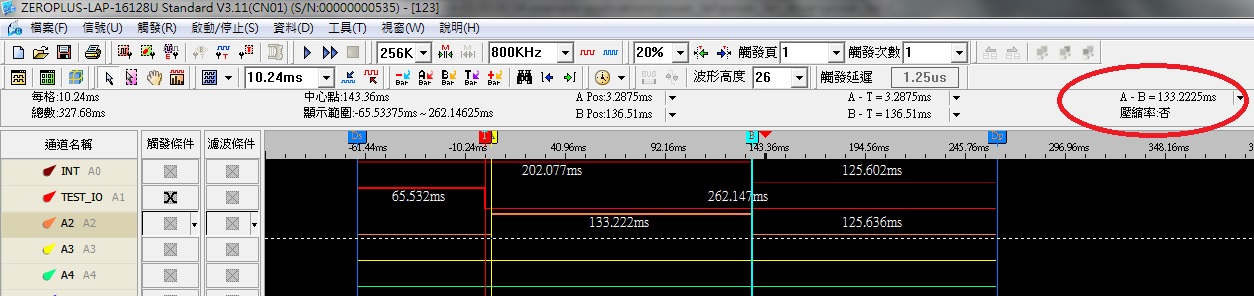 ZEROPLUS-LAP-16128U Standard V3.11(CN01) (S/N:00000000535) - [123]
檔案(F) 信號(U) 觸發(R) 啟動/停止(S) 資料(D) 工具(T) 視窗(W) 說明(H)
256K 800KHz 20% 觸發頁 1 觸發次數 1
10.24ms Bar Bar Bar Bar Bar BUS 波形高度 26 觸發延遲 1.25us
每格:10.24ms 中心點:143.36ms A Pos:3.2875ms A - T = 3.2875ms A - B = 133.2225ms
總數:327.68ms 顯示範圍:-65.53375ms ~ 262.14625ms B Pos:136.51ms B - T = 136.51ms 壓縮率:否
通道名稱 觸發條件 濾波條件 Ds T A B Dp
-61.44ms -10.24ms 40.96ms 92.16ms 143.36ms 194.56ms 245.76ms 296.96ms 348.16ms
INT A0 202.077ms 125.602ms
TEST_IO A1 65.532ms 262.147ms
A2 A2 133.222ms 125.636ms
A3 A3
A4 A4